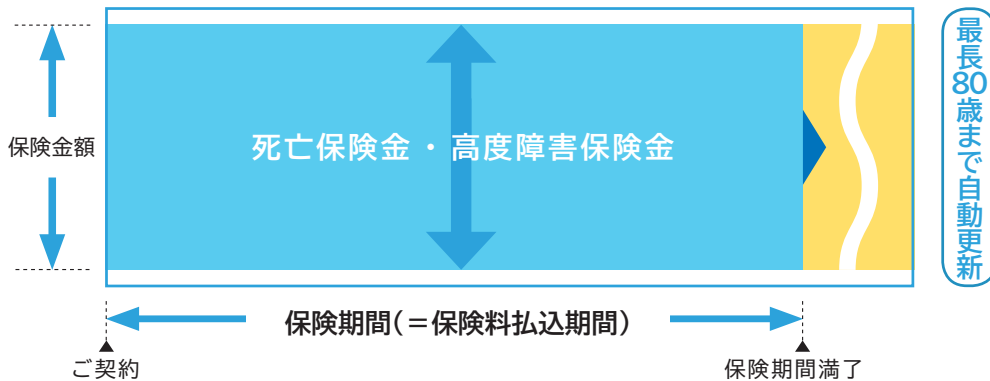 保険金額
死亡保険金・高度障害保険金
最長80歳まで自動更新
保険期間(=保険料払込期間)
ご契約
保険期間満了